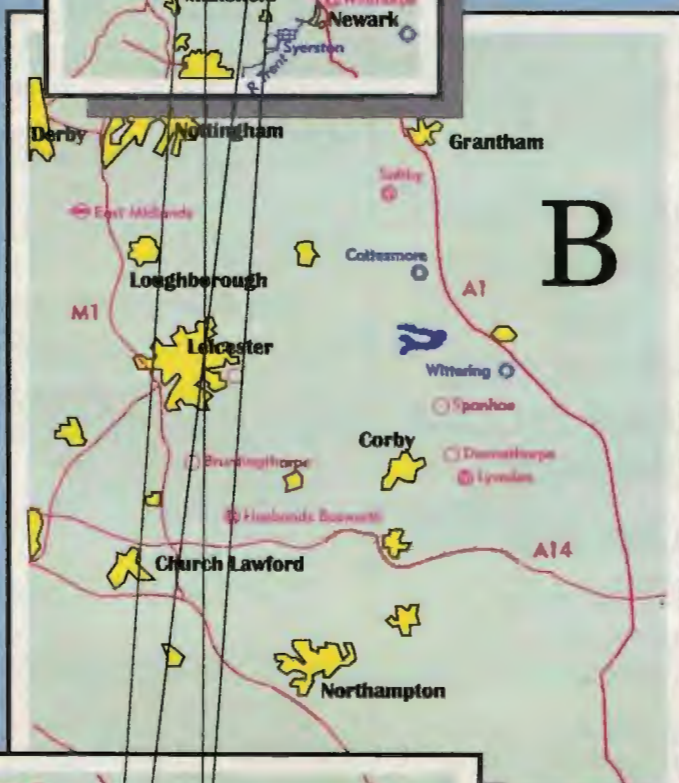 Newark
Syerston
R Trent
Derby
Nottingham
Grantham
Saltby
East Midlands
B
Cottesmore
Loughborough
A1
M1
Leicester
Wittering
Spanhoe
Corby
Bruntingthorpe
Lyveden
Husbands Bosworth
A14
Church Lawford
Northampton